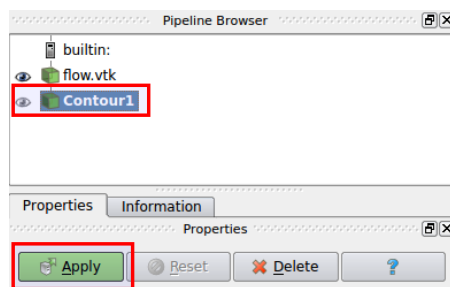 Pipeline Browser
builtin:
flow.vtk
Contour1
Properties Information
Properties
Apply Reset Delete ?